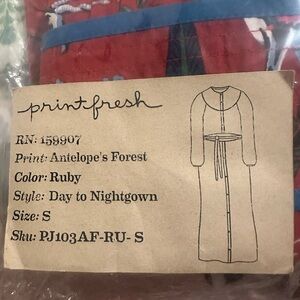 printfresh
RN: 159907
Print: Antelope's Forest
Color: Ruby
Style: Day to Nightgown
Size: S
Sku: PJ103AF-RU- S